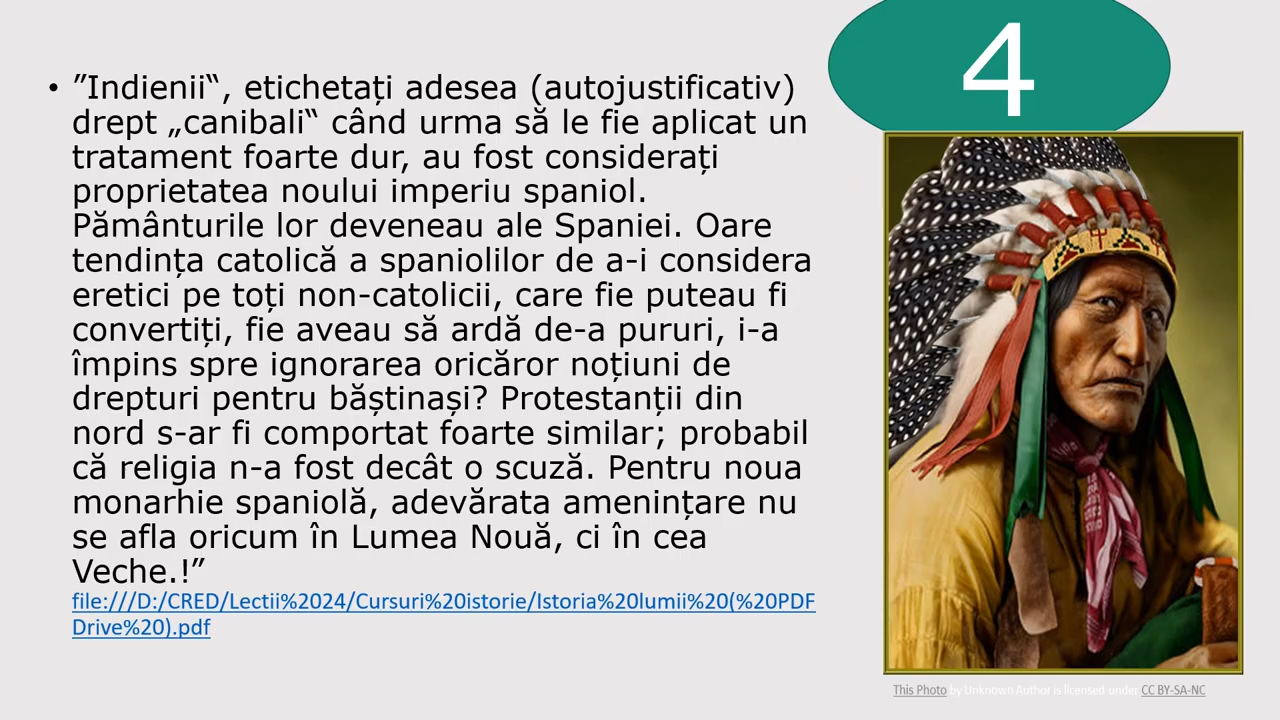 4
• ”Indienii“, etichetați adesea (autojustificativ)
drept „canibali“ când urma să le fie aplicat un
tratament foarte dur, au fost considerați
proprietatea noului imperiu spaniol.
Pământurile lor deveneau ale Spaniei. Oare
tendința catolică a spaniolilor de a-i considera
eretici pe toți non-catolicii, care fie puteau fi
convertiți, fie aveau să ardă de-a pururi, i-a
împins spre ignorarea oricăror noțiuni de
drepturi pentru băștinași? Protestanții din
nord s-ar fi comportat foarte similar; probabil
că religia n-a fost decât o scuză. Pentru noua
monarhie spaniolă, adevărata amenințare nu
se afla oricum în Lumea Nouă, ci în cea
Veche.!”
file:///D:/CRED/Lectii%2024/Cursuri%20istorie/Istoria%20lumii%20(%20PDF
Drive%20).pdf
This Photo by Unknown Author is licensed under CC BY-SA-NC